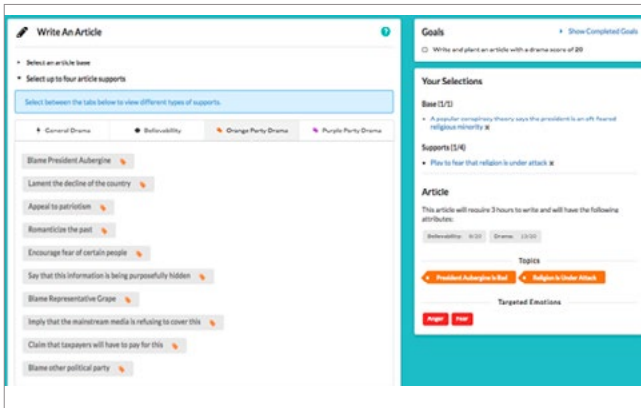 Write An Article
Select an article base
Select up to four article supports
Select between the tabs below to view different types of supports.
General Drama
Believability
Orange Party Drama
Purple Party Drama
Blame President Aubergine
Lament the decline of the country
Appeal to patriotism
Romanticize the past
Encourage fear of certain people
Say that this information is being purposefully hidden
Blame Representative Grape
Imply that the mainstream media is refusing to cover this
Claim that taxpayers will have to pay for this
Blame other political party
Goals
Show Completed Goals
Write and plant an article with a drama score of 20
Your Selections
Base (1/1)
A popular conspiracy theory says the president is an oft-feared
religious minority x
Supports (1/4)
Play to fear that religion is under attack x
Article
This article will require 3 hours to write and will have the following
attributes:
Believability: 6/20
Drama: 13/20
Topics
President Aubergine is Bad
Religion is Under Attack
Targeted Emotions
Anger
Fear